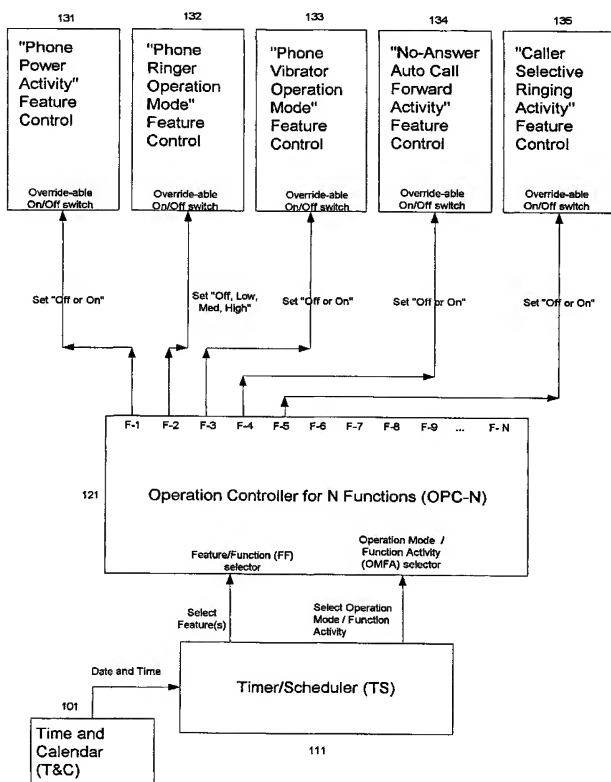 131
132
133
134
135
"Phone
Power
Activity"
Feature
Control
Override-able
On/Off switch
"Phone
Ringer
Operation
Mode"
Feature
Control
Override-able
On/Off switch
"Phone
Vibrator
Operation
Mode"
Feature
Control
Override-able
On/Off switch
"No-Answer
Auto Call
Forward
Activity"
Feature
Control
Override-able
On/Off switch
"Caller
Selective
Ringing
Activity"
Feature
Control
Override-able
On/Off switch
Set "Off or On"
Set "Off, Low,
Med, High"
Set "Off or On"
Set "Off or On"
Set "Off or On"
F-1 F-2 F-3 F-4 F-5 F-6 F-7 F-8 F-9 ... F- N
121
Operation Controller for N Functions (OPC-N)
Feature/Function (FF)
selector
Operation Mode /
Function Activity
(OMFA) selector
Select
Feature(s)
Select Operation
Mode / Function
Activity
Date and Time
Timer/Scheduler (TS)
101
111
Time and
Calendar
(T&C)